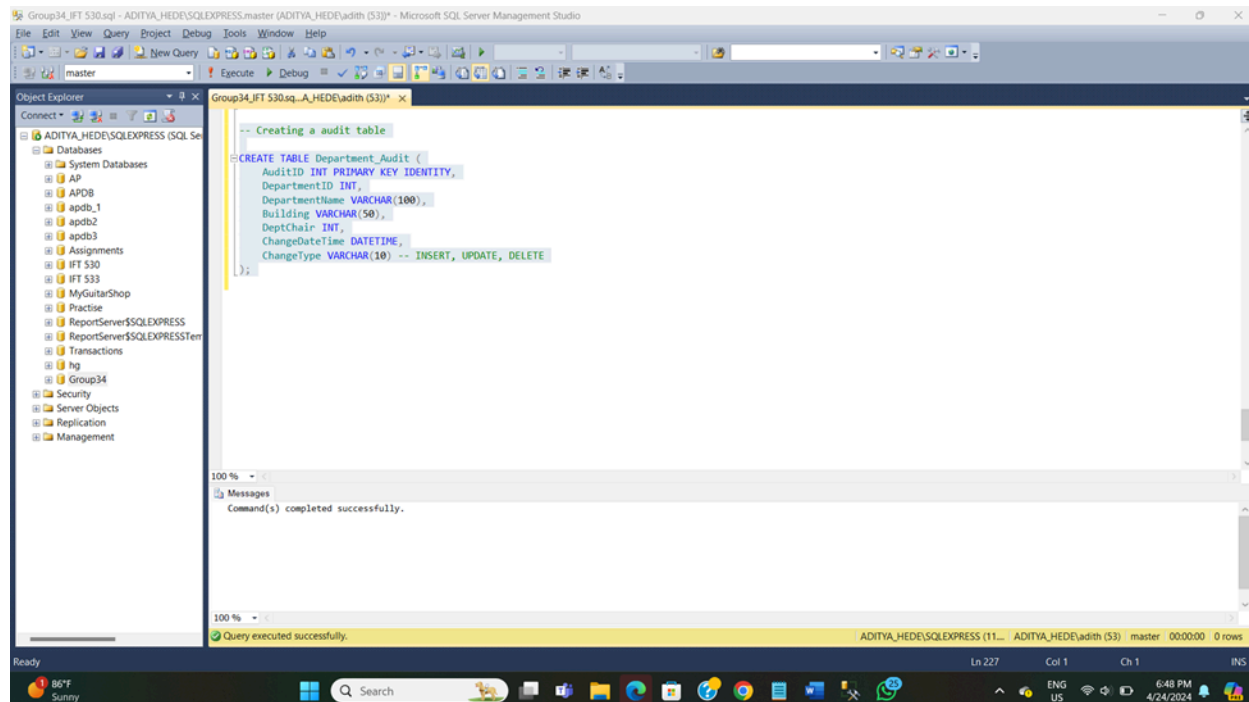 Group34_IFT 530.sql - ADITYA_HEDE\SQLEXPRESS.master (ADITYA_HEDE\adith (53))* - Microsoft SQL Server Management Studio
File Edit View Query Project Debug Tools Window Help
New Query
master Execute Debug
Object Explorer
Group34_IFT 530.sq...A_HEDE\adith (53))*
Connect
ADITYA_HEDE\SQLEXPRESS (SQL Se
Databases
System Databases
AP
APDB
apdb_1
apdb2
apdb3
Assignments
IFT 530
IFT 533
MyGuitarShop
Practise
ReportServer$SQLEXPRESS
ReportServer$SQLEXPRESSTem
Transactions
hg
Group34
Security
Server Objects
Replication
Management
-- Creating a audit table
CREATE TABLE Department_Audit (
AuditID INT PRIMARY KEY IDENTITY,
DepartmentID INT,
DepartmentName VARCHAR(100),
Building VARCHAR(50),
DeptChair INT,
ChangeDateTime DATETIME,
ChangeType VARCHAR(10) -- INSERT, UPDATE, DELETE
);
100 %
Messages
Command(s) completed successfully.
100 %
Query executed successfully. ADITYA_HEDE\SQLEXPRESS (11... ADITYA_HEDE\adith (53) master 00:00:00 0 rows
Ready Ln 227 Col 1 Ch 1 INS
1 86°F
Sunny
Search
25
ENG
US
6:48 PM
4/24/2024